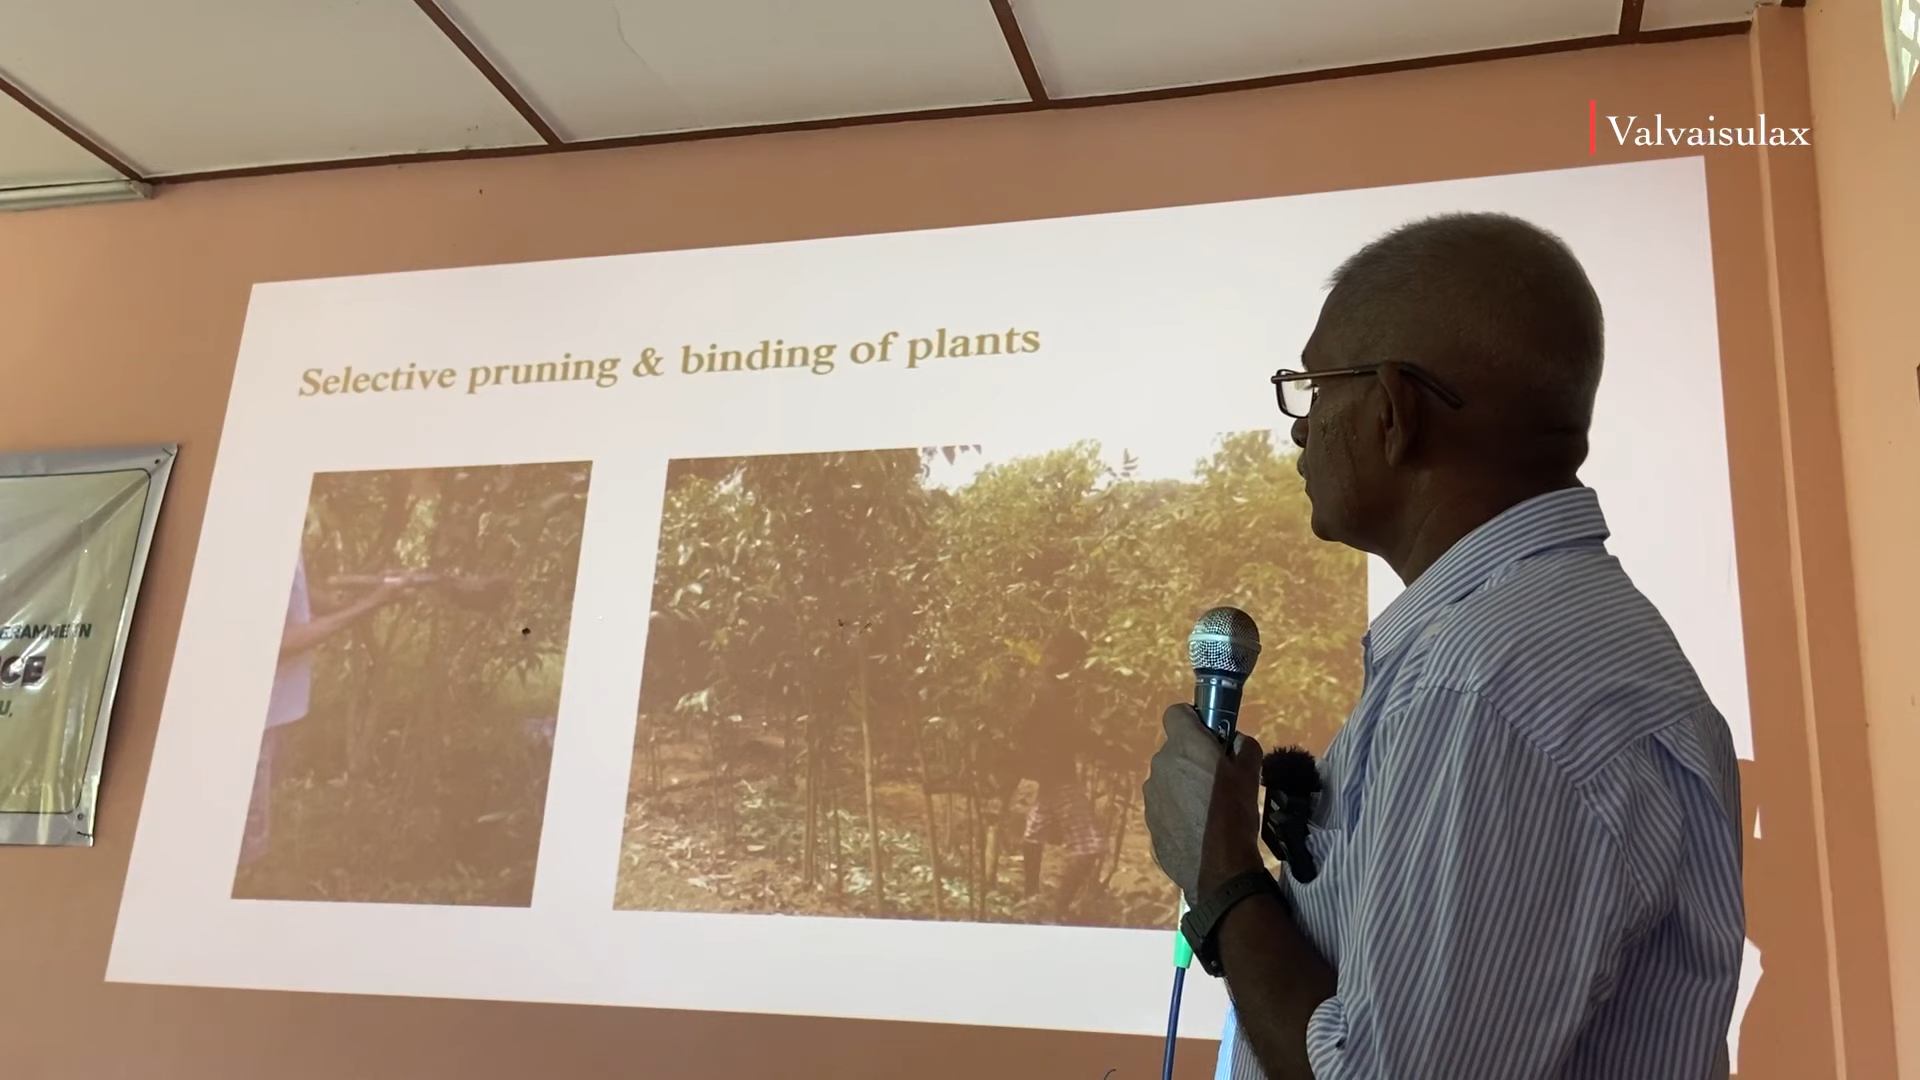 Valvaisulax
Selective pruning & binding of plants